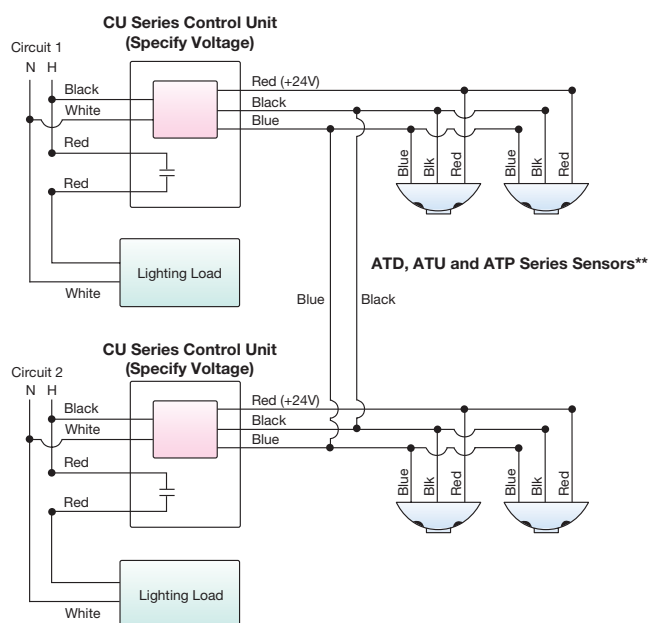 CU Series Control Unit
(Specify Voltage)
Circuit 1
N H
Black
White
Red
Red
Red (+24V)
Black
Blue
Blue
Blk
Red
Blue
Blk
Red
Lighting Load
White
ATD, ATU and ATP Series Sensors**
Blue
Black
CU Series Control Unit
(Specify Voltage)
Circuit 2
N H
Black
White
Red
Red
Red (+24V)
Black
Blue
Blue
Blk
Red
Blue
Blk
Red
Lighting Load
White